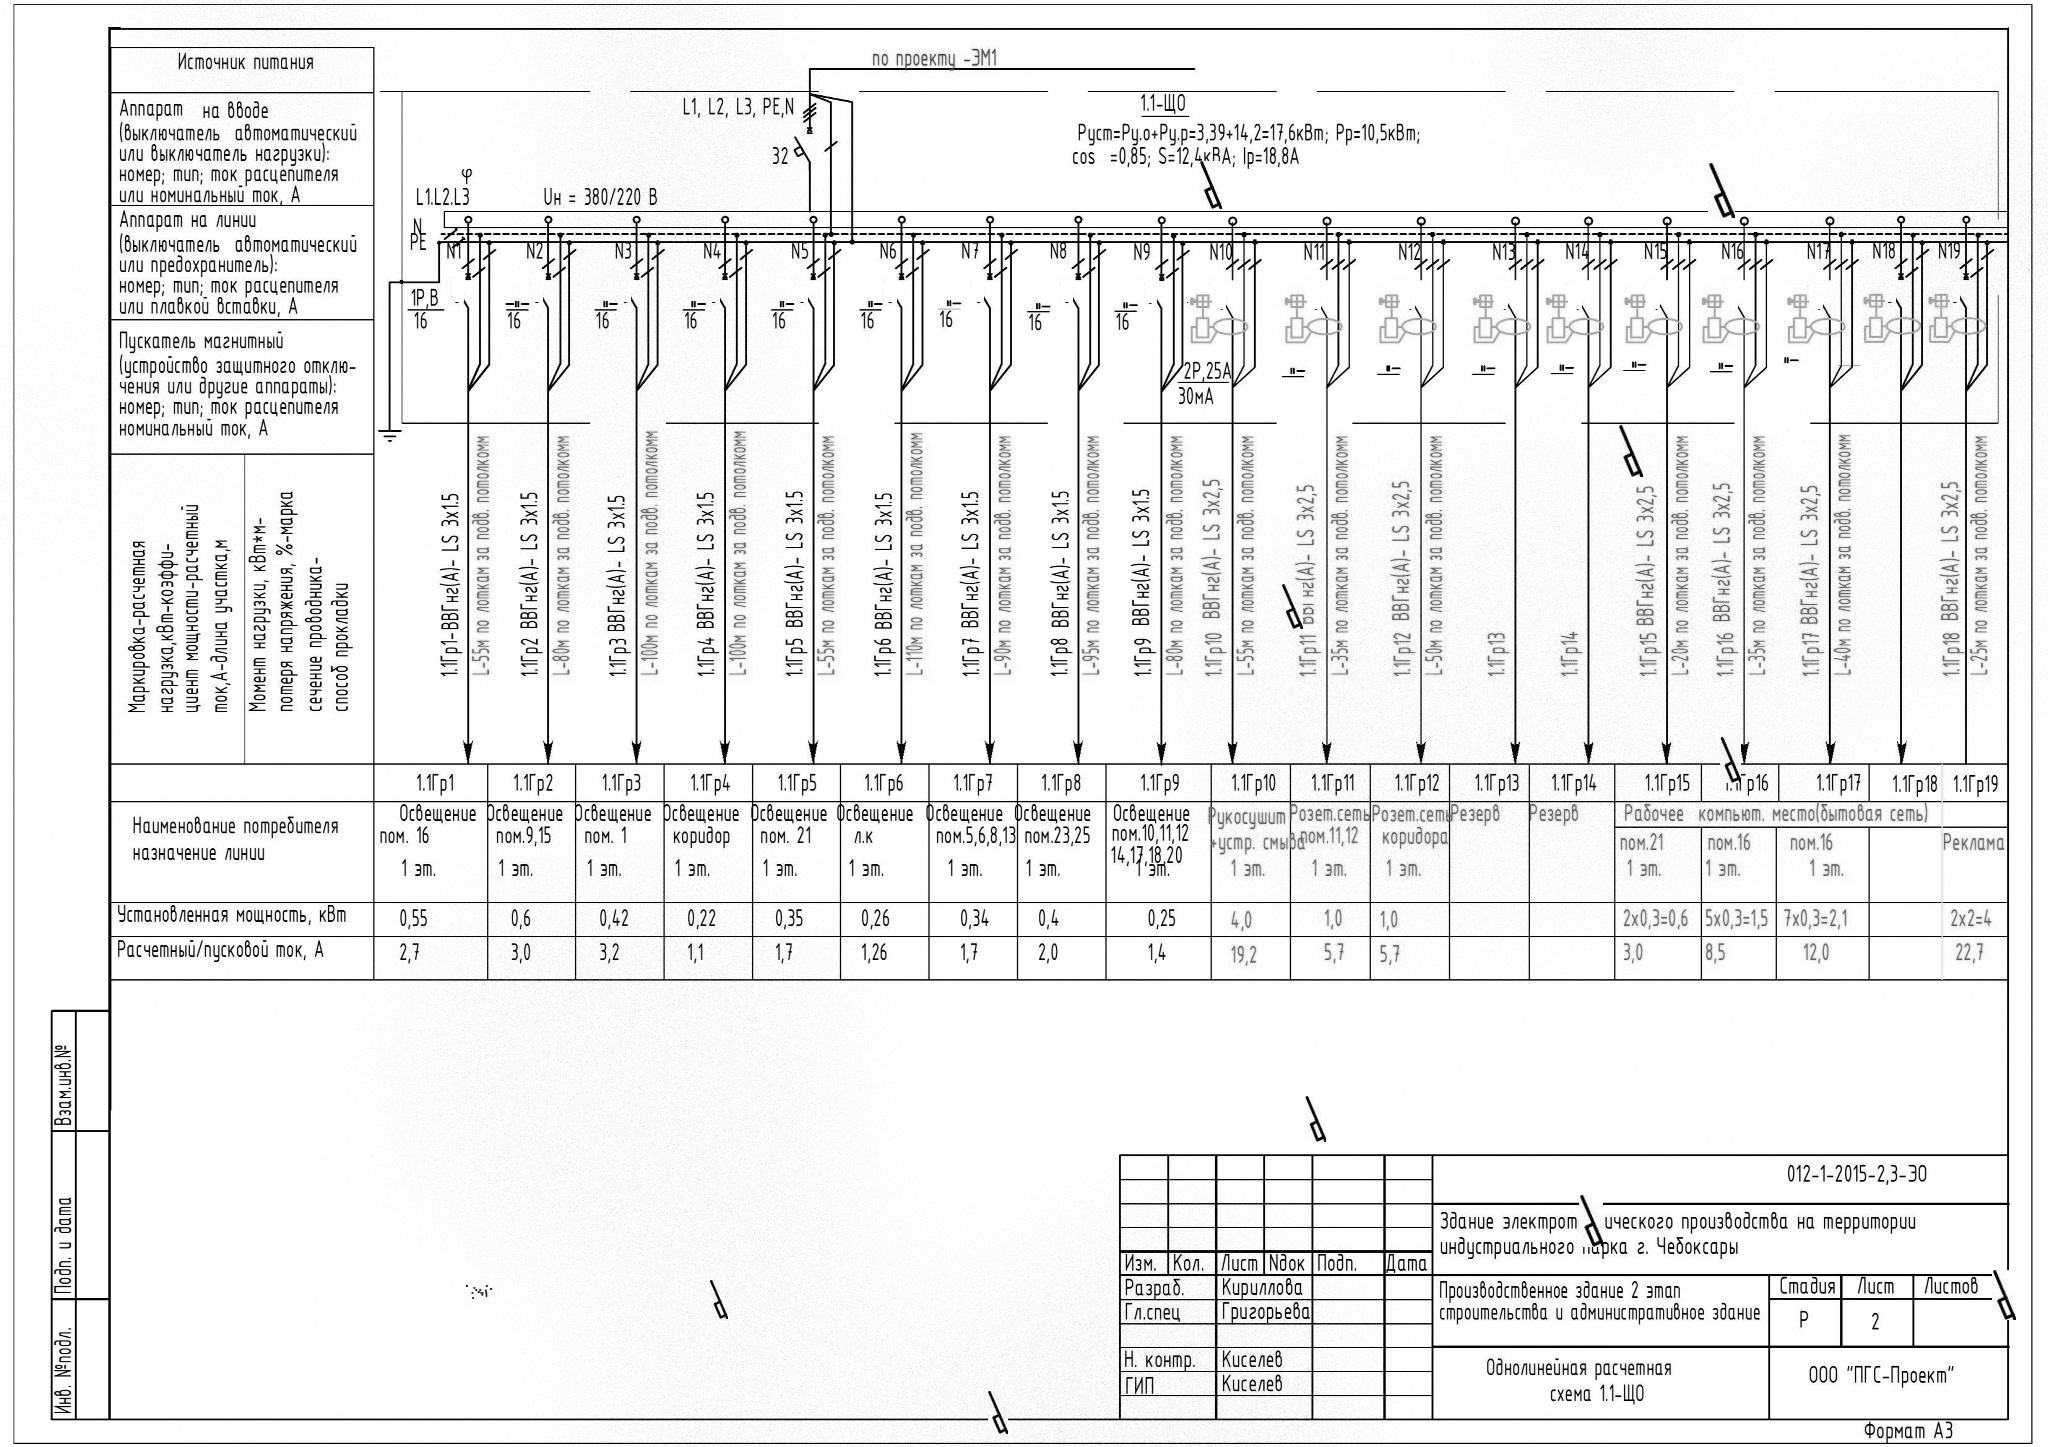 Источник питания
по проекту -ЭМ1
Аппарат на вводе
(выключатель автоматический
или выключатель нагрузки):
номер; тип; ток расцепителя
или номинальный ток, А
L1, L2, L3, PE,N
32
1.1-ЩО
Руст=Ру.о+Ру.р=3,39+14,2=17,6кВт; Рр=10,5кВт;
cos =0,85; S=12,4кВА; Iр=18,8А
φ
L1.L2.L3
Uн = 380/220 В
N
PE
Аппарат на линии
(выключатель автоматический
или предохранитель):
номер; тип; ток расцепителя
или плавкой вставки, А
N1 N2 N3 N4 N5 N6 N7 N8 N9 N10 N11 N12 N13 N14 N15 N16 N17 N18 N19
1Р,В
16
-"- 16
-"- 16
-"- 16
-"- 16
-"- 16
-"- 16
-"- 16
-"- 16
Пускатель магнитный
(устройство защитного отклю-
чения или другие аппараты):
номер; тип; ток расцепителя
номинальный ток, А
2Р,25А
30мА
"- "- "- "- "- "- "-
Маркировка-расчетная
нагрузка,кВт-коэффи-
циент мощности-расчетный
ток,А-длина участка,м
Момент нагрузки, кВт*м-
потеря напряжения, %-марка
сечение проводника-
способ прокладки
1.1Гр1-ВВГнг(А)- LS 3х1.5
L-55м по лоткам за подв. потолкомм
1.1Гр2 ВВГнг(А)- LS 3х1.5
L-80м по лоткам за подв. потолкомм
1.1Гр3 ВВГнг(А)- LS 3х1.5
L-100м по лоткам за подв. потолкомм
1.1Гр4 ВВГнг(А)- LS 3х1.5
L-100м по лоткам за подв. потолкомм
1.1Гр5 ВВГнг(А)- LS 3х1.5
L-55м по лоткам за подв. потолкомм
1.1Гр6 ВВГнг(А)- LS 3х1.5
L-110м по лоткам за подв. потолкомм
1.1Гр7 ВВГнг(А)- LS 3х1.5
L-90м по лоткам за подв. потолкомм
1.1Гр8 ВВГнг(А)- LS 3х1.5
L-95м по лоткам за подв. потолкомм
1.1Гр9 ВВГнг(А)- LS 3х1.5
L-80м по лоткам за подв. потолкомм
1.1Гр10 ВВГнг(А)- LS 3х2,5
L-55м по лоткам за подв. потолкомм
1.1Гр11 ВВГнг(А)- LS 3х2,5
L-35м по лоткам за подв. потолкомм
1.1Гр12 ВВГнг(А)- LS 3х2,5
L-50м по лоткам за подв. потолкомм
1.1Гр13
1.1Гр14
1.1Гр15 ВВГнг(А)- LS 3х2,5
L-20м по лоткам за подв. потолкомм
1.1Гр16 ВВГнг(А)- LS 3х2,5
L-35м по лоткам за подв. потолкомм
1.1Гр17 ВВГнг(А)- LS 3х2,5
L-40м по лоткам за подв. потолкомм
1.1Гр18 ВВГнг(А)- LS 3х2,5
L-25м по лоткам за подв. потолкомм
1.1Гр1 1.1Гр2 1.1Гр3 1.1Гр4 1.1Гр5 1.1Гр6 1.1Гр7 1.1Гр8 1.1Гр9 1.1Гр10 1.1Гр11 1.1Гр12 1.1Гр13 1.1Гр14 1.1Гр15 1.1Гр16 1.1Гр17 1.1Гр18 1.1Гр19
Наименование потребителя
назначение линии
Освещение
пом. 16
1 эт.
Освещение
пом.9,15
1 эт.
Освещение
пом. 1
1 эт.
Освещение
коридор
1 эт.
Освещение
пом. 21
1 эт.
Освещение
л.к
1 эт.
Освещение
пом.5,6,8,13
1 эт.
Освещение
пом.23,25
1 эт.
Освещение
пом.10,11,12
14,17,18,20
1 эт.
Рукосушит
+устр. смыва
1 эт.
Розет.сеть
пом.11,12
1 эт.
Розет.сеть
коридора
1 эт.
Резерв
Резерв
Рабочее компьют. место(бытовая сеть)
пом.21
1 эт.
пом.16
1 эт.
пом.16
1 эт.
Реклама
Установленная мощность, кВт 0,55 0,6 0,42 0,22 0,35 0,26 0,34 0,4 0,25 4,0 1,0 1,0 2х0,3=0,6 5х0,3=1,5 7х0,3=2,1 2х2=4
Расчетный/пусковой ток, А 2,7 3,0 3,2 1,1 1,7 1,26 1,7 2,0 1,4 19,2 5,7 5,7 3,0 8,5 12,0 22,7
Взам.инв.№
Подп. и дата
Инв. №подл.
012-1-2015-2,3-ЭО
Здание электротехнического производства на территории
индустриального парка г. Чебоксары
Изм. Кол. Лист Nдок Подп. Дата
Разраб. Кириллова
Гл.спец Григорьева
Н. контр. Киселев
ГИП Киселев
Производственное здание 2 этап
строительства и административное здание
Стадия Лист Листов
Р 2
Однолинейная расчетная
схема 1.1-ЩО
ООО "ПГС-Проект"
Формат А3